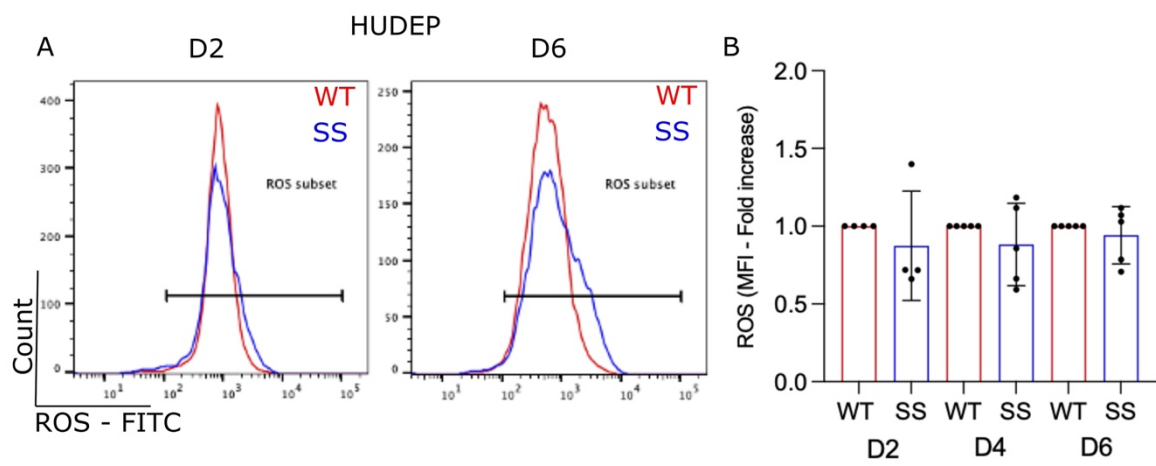 HUDEP
A
D2
D6
B
WT
SS
ROS subset
400
300
200
100
0
10^1
10^2
10^3
10^4
10^5
Count
ROS - FITC
WT
SS
ROS subset
250
200
150
100
50
0
10^1
10^2
10^3
10^4
10^5
ROS (MFI - Fold increase)
2.0
1.5
1.0
0.5
0.0
WT SS WT SS WT SS
D2 D4 D6